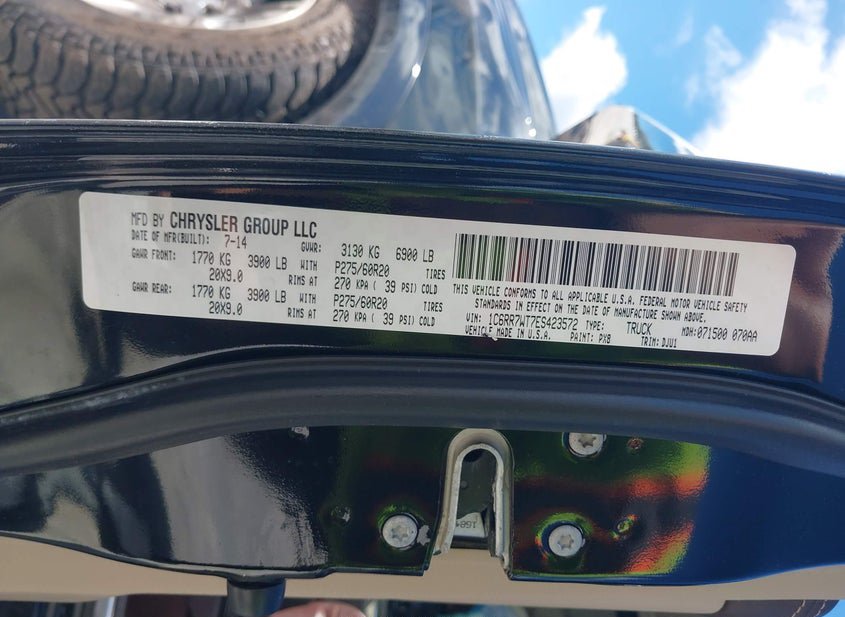 MFD BY CHRYSLER GROUP LLC
DATE OF MFR(BUILT): 7-14 GVWR: 3130 KG 6900 LB
GAWR FRONT: 1770 KG 3900 LB WITH P275/60R20 TIRES
20X9.0 RIMS AT 270 KPA ( 39 PSI) COLD
GAWR REAR: 1770 KG 3900 LB WITH P275/60R20 TIRES
20X9.0 RIMS AT 270 KPA ( 39 PSI) COLD
THIS VEHICLE CONFORMS TO ALL APPLICABLE U.S.A. FEDERAL MOTOR VEHICLE SAFETY
STANDARDS IN EFFECT ON THE DATE OF MANUFACTURE SHOWN ABOVE.
VIN: 1C6RR7WT7ES423572 TYPE: TRUCK MDH:071500 070AA
VEHICLE MADE IN U.S.A. PAINT: PX8 TRIM: DJU1